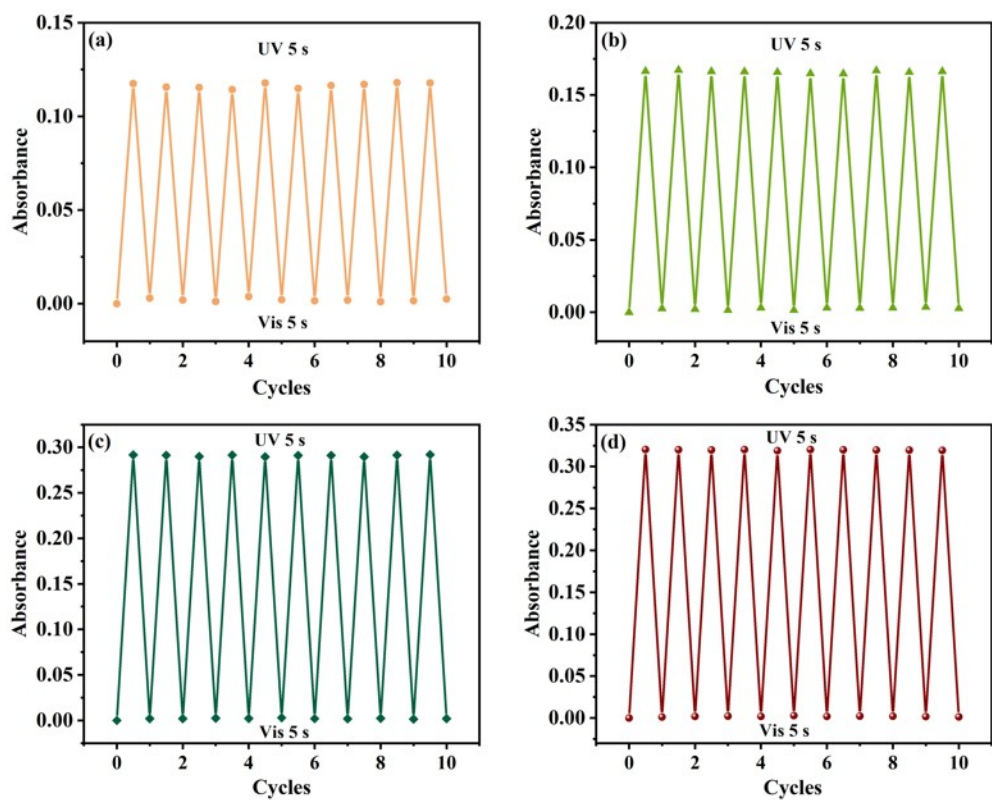 (a)
UV 5 s
0.15
0.10
0.05
0.00
Absorbance
Vis 5 s
0 2 4 6 8 10
Cycles
(b)
UV 5 s
0.20
0.15
0.10
0.05
0.00
Absorbance
Vis 5 s
0 2 4 6 8 10
Cycles
(c)
UV 5 s
0.30
0.25
0.20
0.15
0.10
0.05
0.00
Absorbance
Vis 5 s
0 2 4 6 8 10
Cycles
(d)
UV 5 s
0.35
0.30
0.25
0.20
0.15
0.10
0.05
0.00
Absorbance
Vis 5 s
0 2 4 6 8 10
Cycles